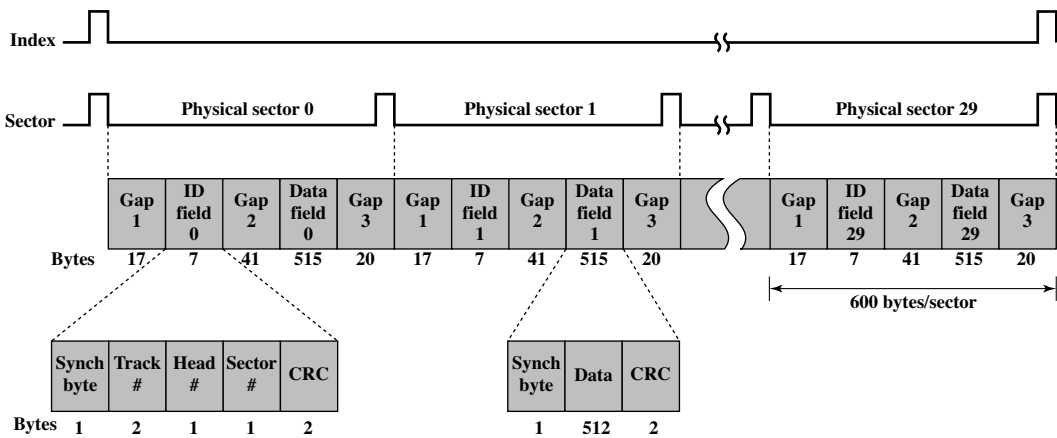 Index
Sector
Physical sector 0
Physical sector 1
Physical sector 29
Gap 1
ID field 0
Gap 2
Data field 0
Gap 3
Gap 1
ID field 1
Gap 2
Data field 1
Gap 3
Gap 1
ID field 29
Gap 2
Data field 29
Gap 3
Bytes 17 7 41 515 20 17 7 41 515 20 17 7 41 515 20
600 bytes/sector
Synch byte
Track #
Head #
Sector #
CRC
Synch byte
Data
CRC
Bytes 1 2 1 1 2 1 512 2